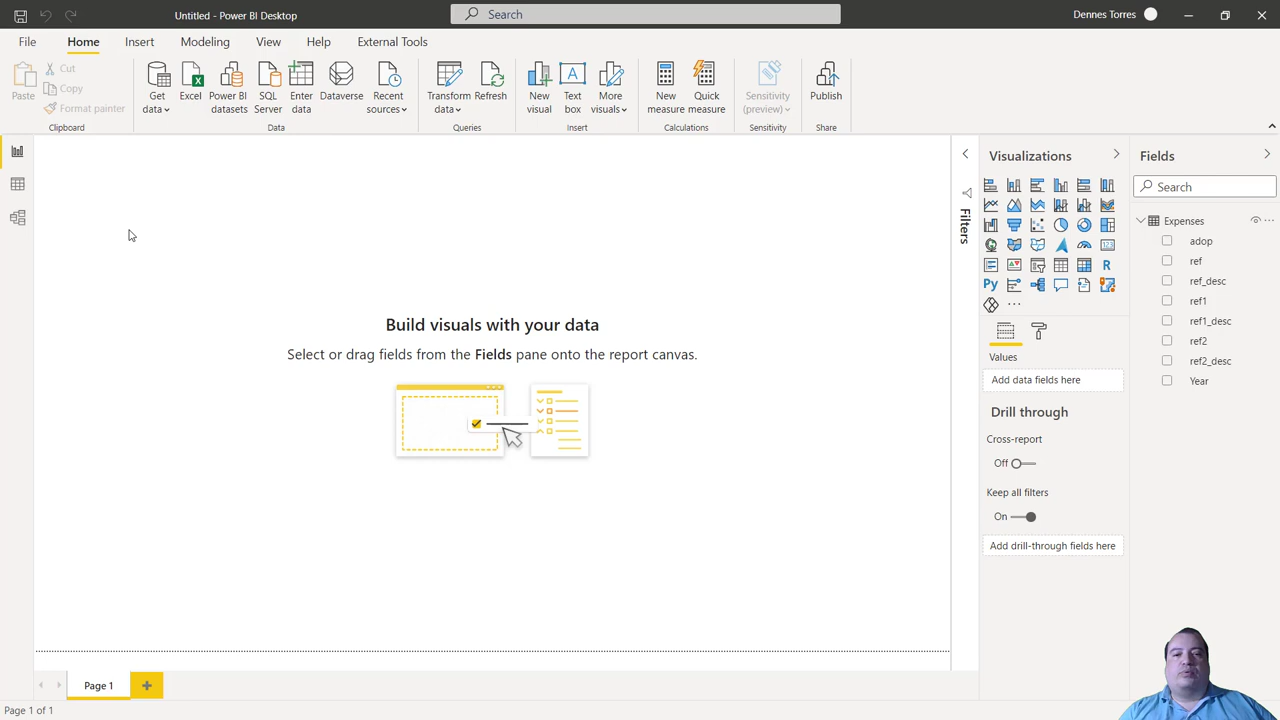 Untitled - Power BI Desktop
Search
Dennes Torres
File
Home
Insert
Modeling
View
Help
External Tools
Paste
Cut
Copy
Format painter
Clipboard
Get data
Excel
Power BI datasets
SQL Server
Enter data
Dataverse
Recent sources
Data
Transform data
Refresh
Queries
New visual
Text box
More visuals
Insert
New measure
Quick measure
Calculations
Sensitivity (preview)
Sensitivity
Publish
Share
Build visuals with your data
Select or drag fields from the Fields pane onto the report canvas.
Filters
Visualizations
R
Py
Values
Add data fields here
Drill through
Cross-report
Off
Keep all filters
On
Add drill-through fields here
Fields
Search
Expenses
adop
ref
ref_desc
ref1
ref1_desc
ref2
ref2_desc
Year
Page 1
Page 1 of 1